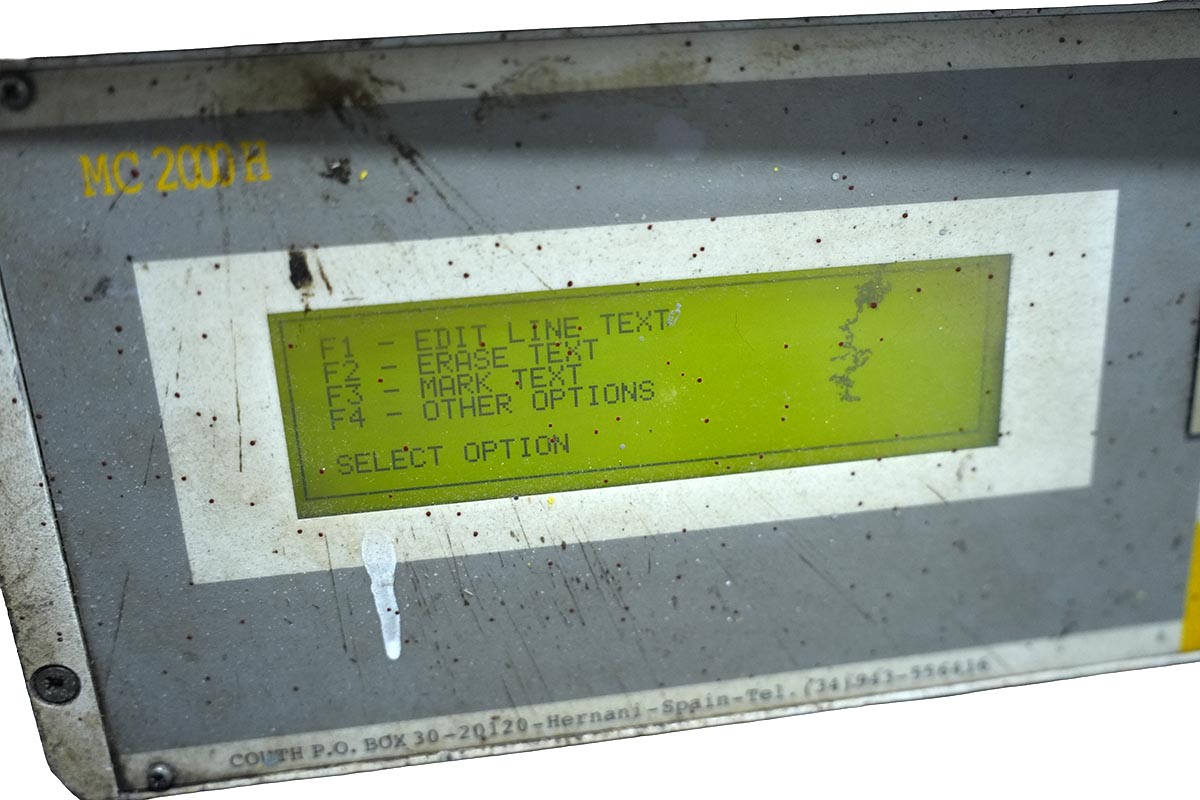 MC 2000 H
F1 - EDIT LINE TEXT
F2 - ERASE TEXT
F3 - MARK TEXT
F4 - OTHER OPTIONS
SELECT OPTION
COUTH P.O. BOX 30-20120-Hernani-Spain-Tel. (34)943-556416